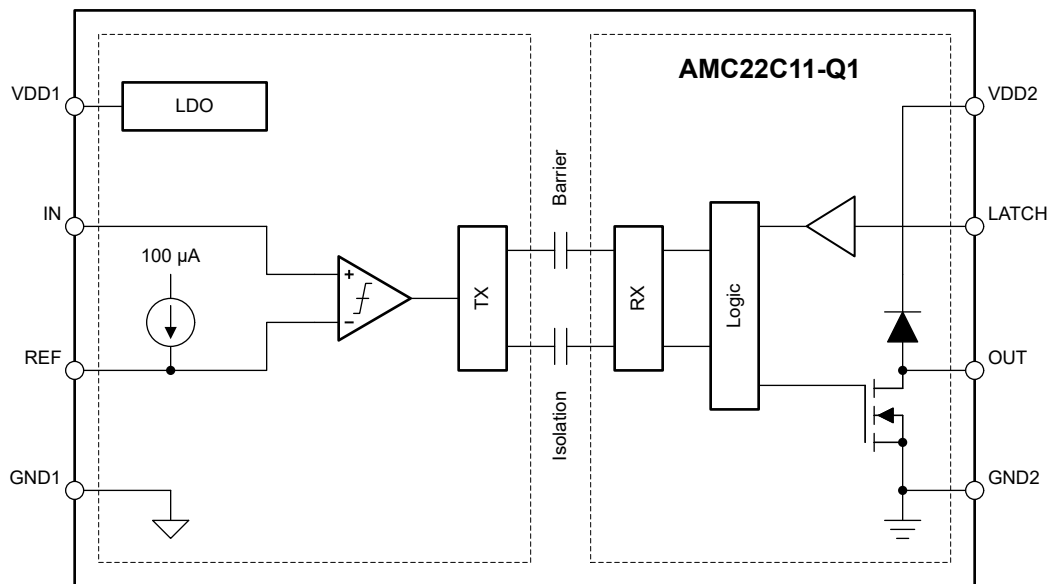 AMC22C11-Q1
VDD1
LDO
VDD2
IN
Barrier
LATCH
100 µA
+
−
TX
RX
Logic
REF
OUT
Isolation
GND1
GND2